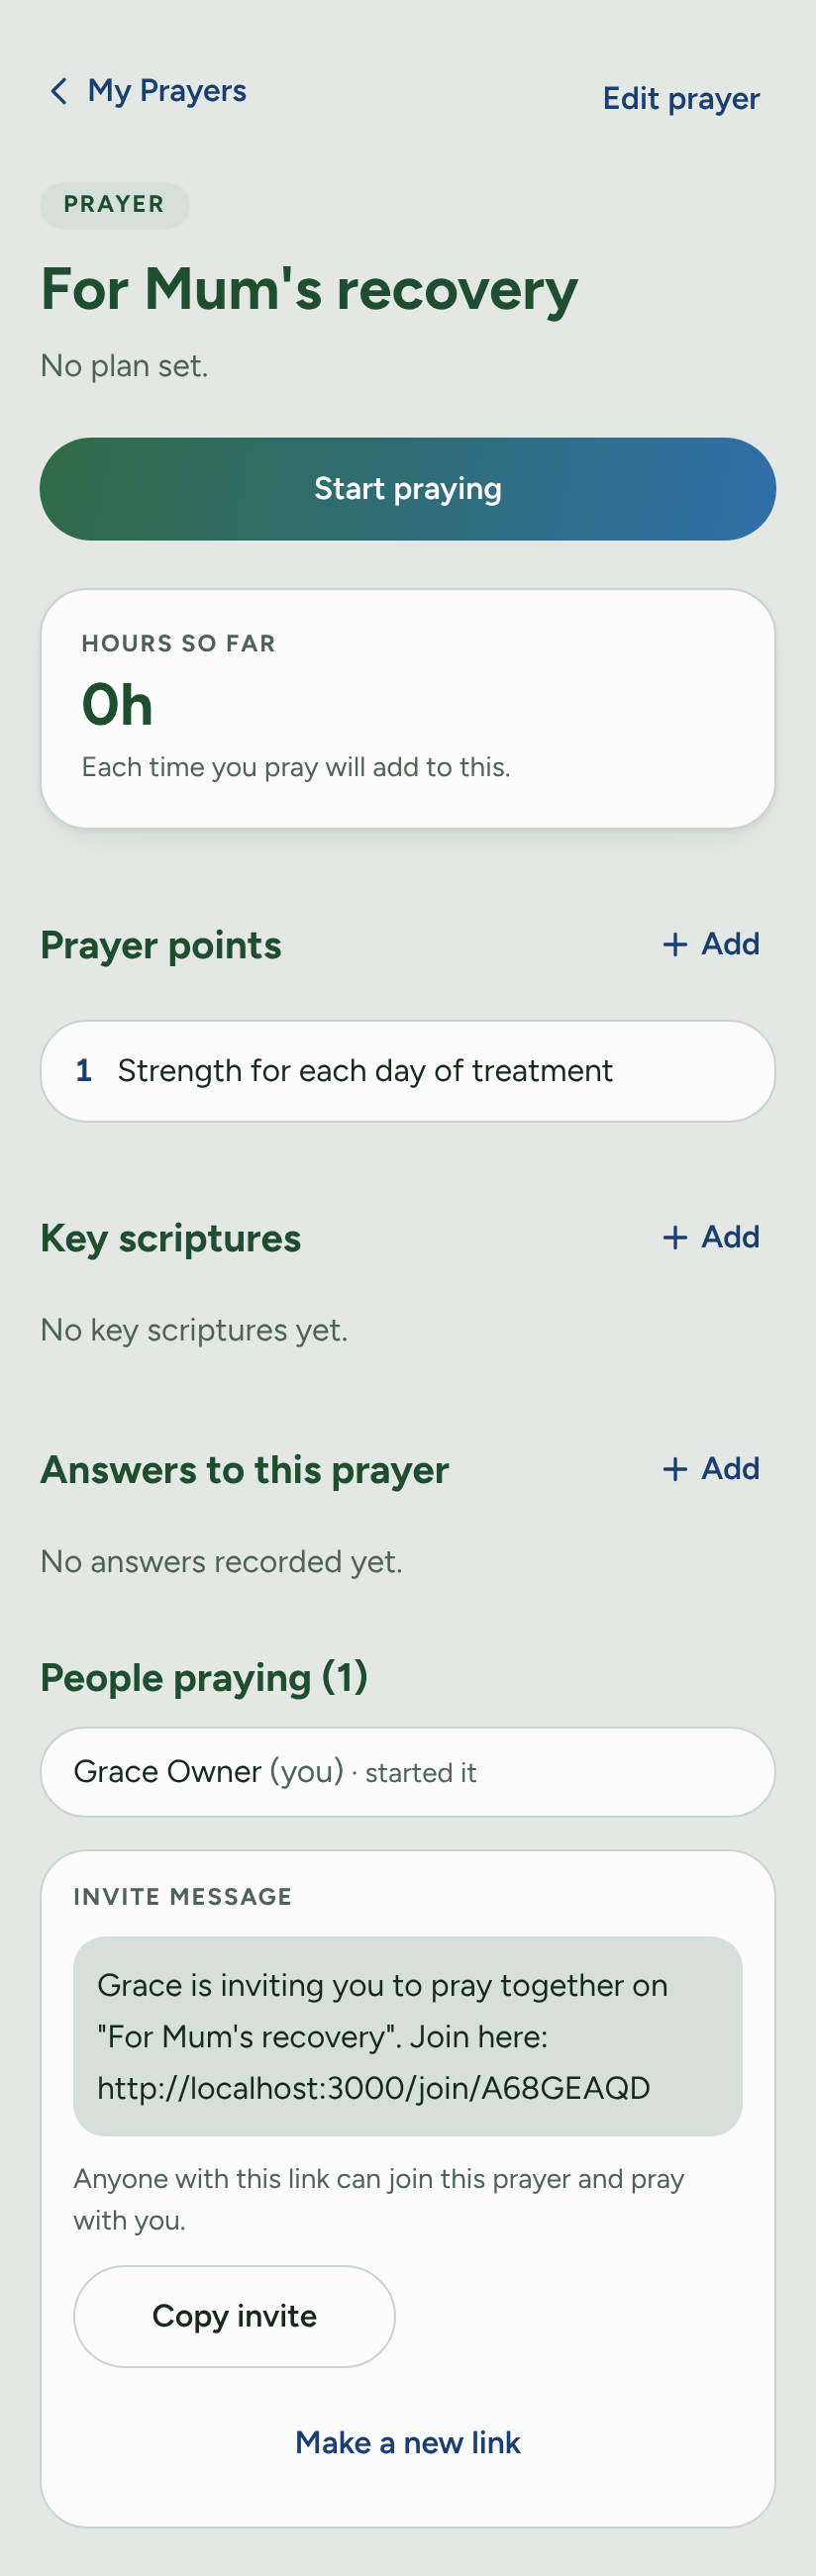 My Prayers
Edit prayer
PRAYER
For Mum's recovery
No plan set.
Start praying
HOURS SO FAR
0h
Each time you pray will add to this.
Prayer points
+ Add
1 Strength for each day of treatment
Key scriptures
+ Add
No key scriptures yet.
Answers to this prayer
+ Add
No answers recorded yet.
People praying (1)
Grace Owner (you) · started it
INVITE MESSAGE
Grace is inviting you to pray together on
"For Mum's recovery". Join here:
http://localhost:3000/join/A68GEAQD
Anyone with this link can join this prayer and pray
with you.
Copy invite
Make a new link